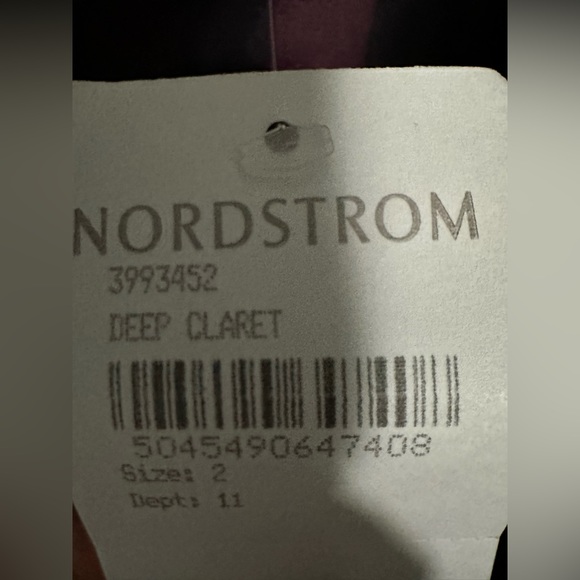 NORDSTROM
3993452
DEEP CLARET
5045490647408
Size: 2
Dept: 11